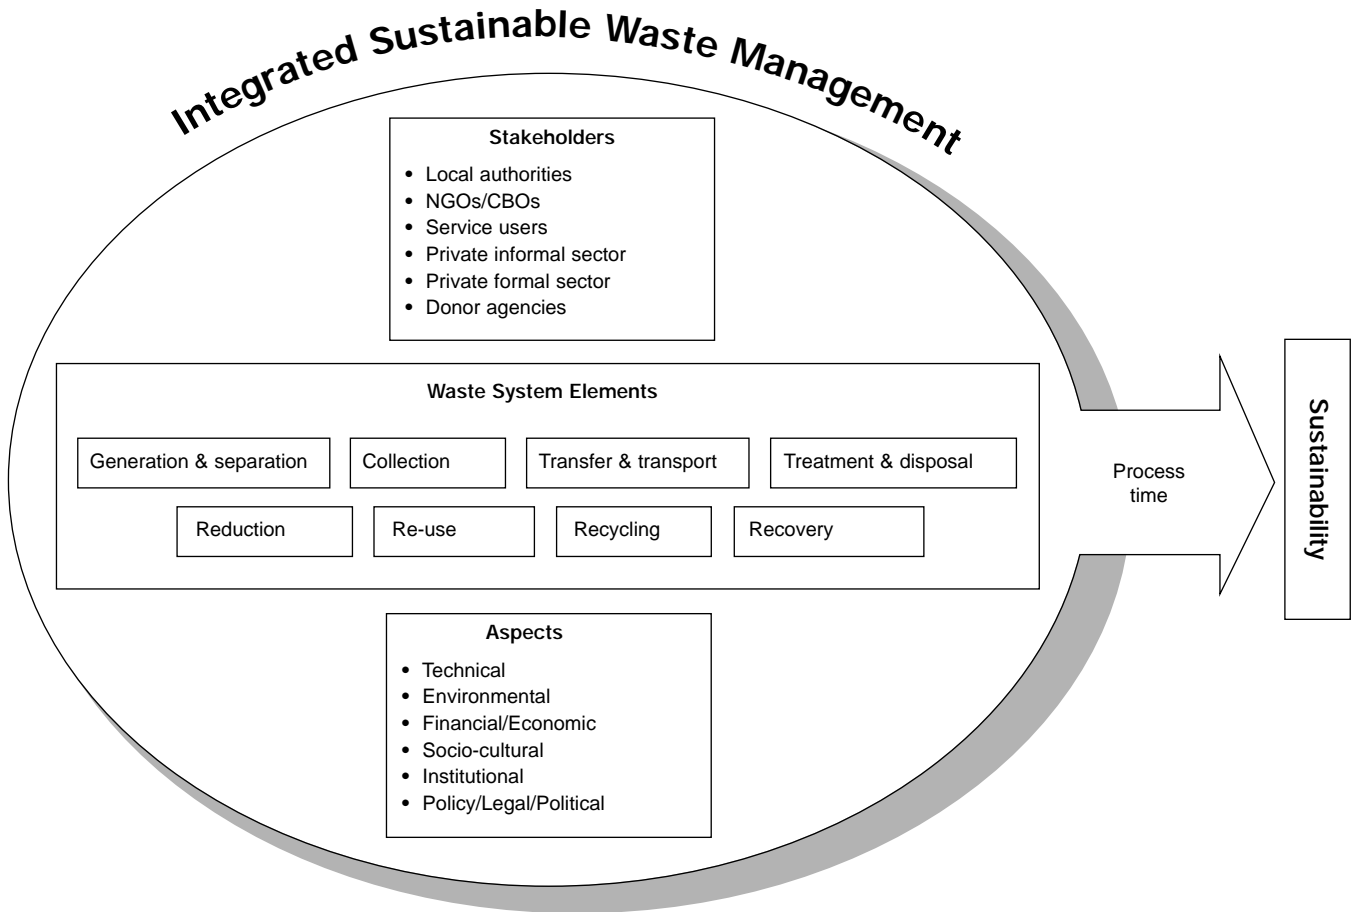 Integrated Sustainable Waste Management
Stakeholders
• Local authorities
• NGOs/CBOs
• Service users
• Private informal sector
• Private formal sector
• Donor agencies
Waste System Elements
Generation & separation
Collection
Transfer & transport
Treatment & disposal
Reduction
Re-use
Recycling
Recovery
Aspects
• Technical
• Environmental
• Financial/Economic
• Socio-cultural
• Institutional
• Policy/Legal/Political
Process
time
Sustainability